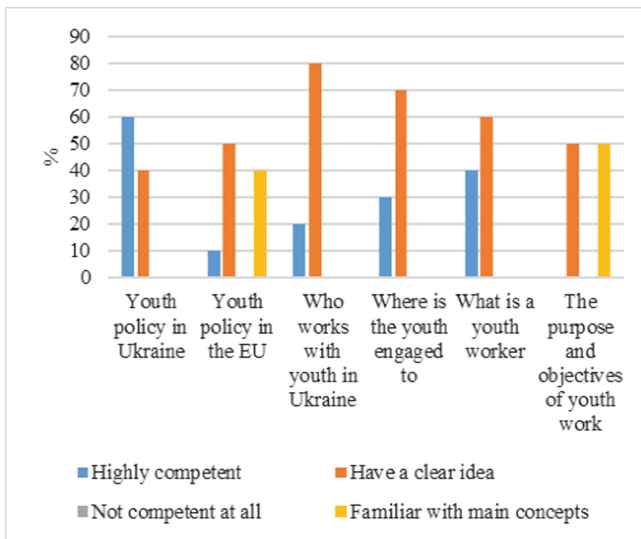 90
80
70
60
50
40
30
20
10
0
%
Youth policy in Ukraine
Youth policy in the EU
Who works with youth in Ukraine
Where is the youth engaged to
What is a youth worker
The purpose and objectives of youth work
Highly competent
Have a clear idea
Not competent at all
Familiar with main concepts